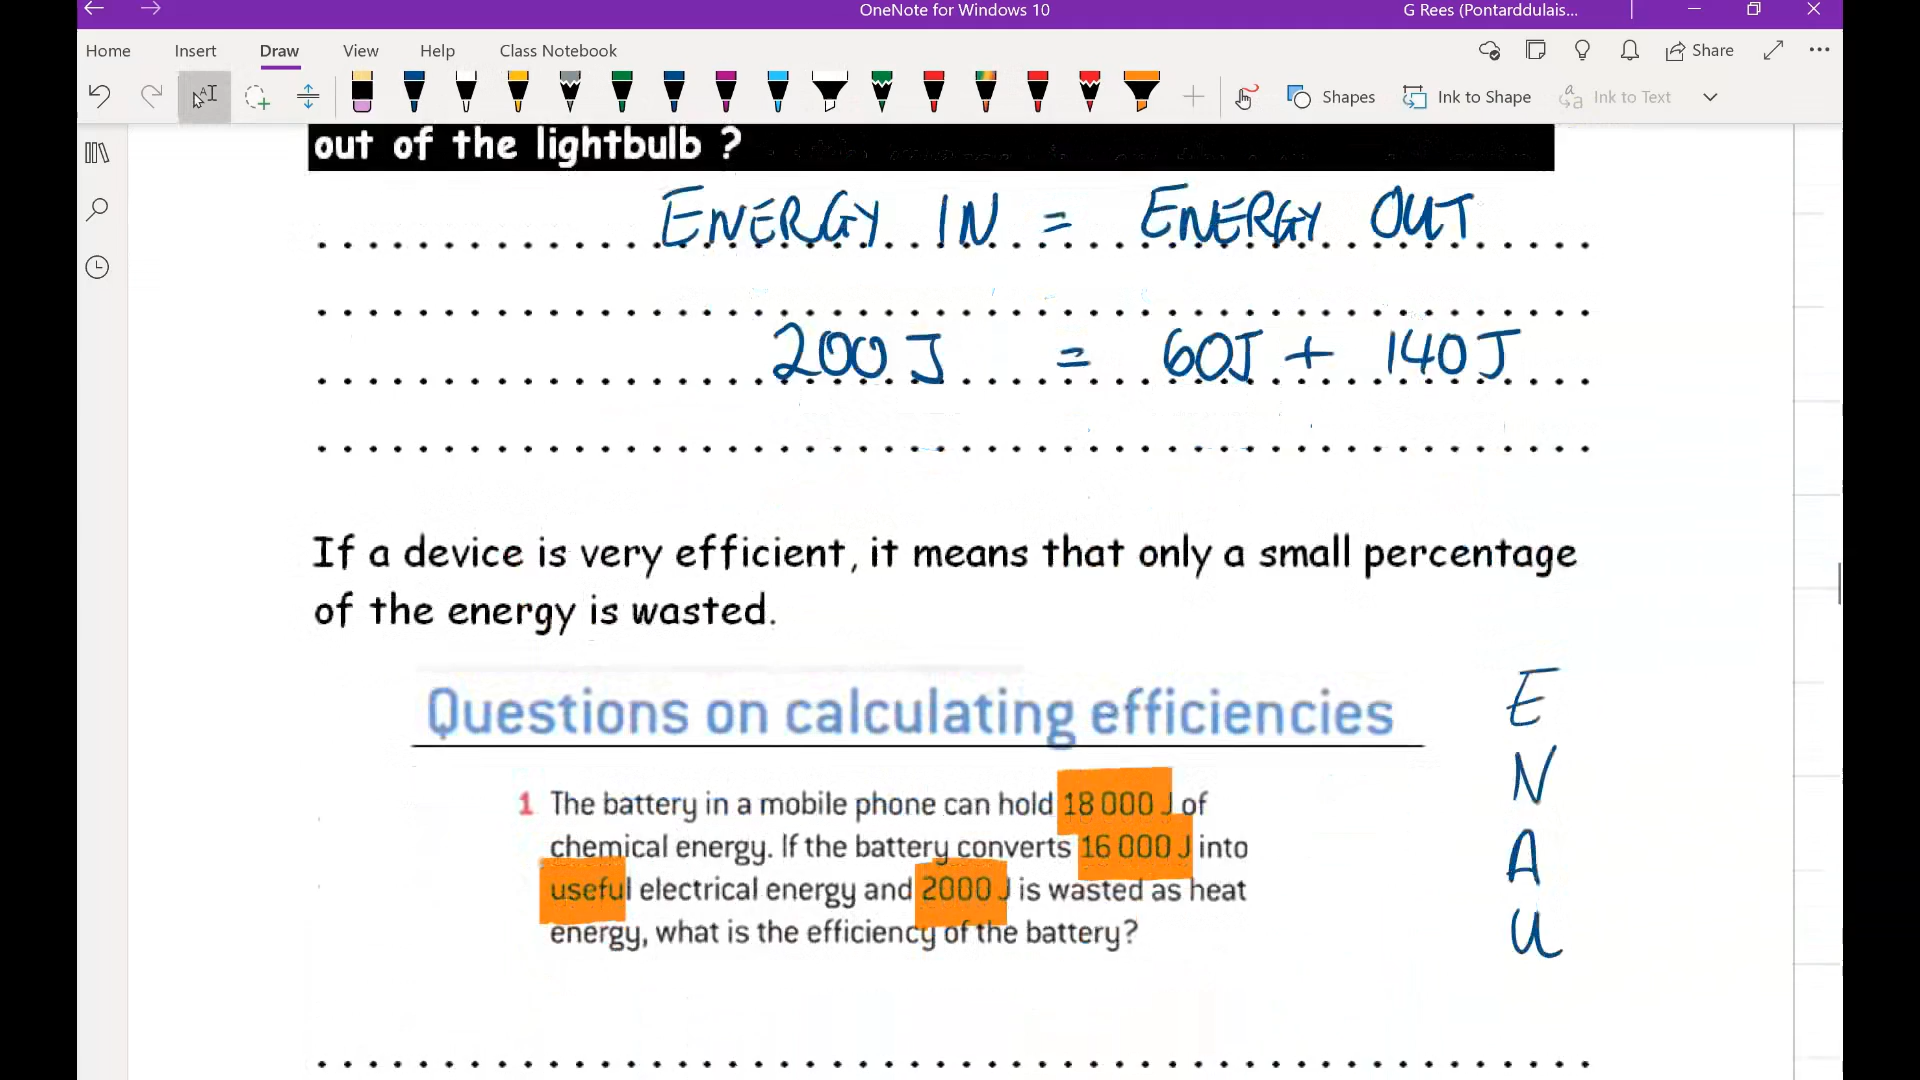 OneNote for Windows 10
G Rees (Pontarddulais...
Home Insert Draw View Help Class Notebook
Share
Shapes Ink to Shape Ink to Text
out of the lightbulb ?
ENERGY IN = ENERGY OUT
200 J = 60J + 140 J
If a device is very efficient, it means that only a small percentage
of the energy is wasted.
Questions on calculating efficiencies
1 The battery in a mobile phone can hold 18 000 J of
chemical energy. If the battery converts 16 000 J into
useful electrical energy and 2000 J is wasted as heat
energy, what is the efficiency of the battery?
E
N
A
U